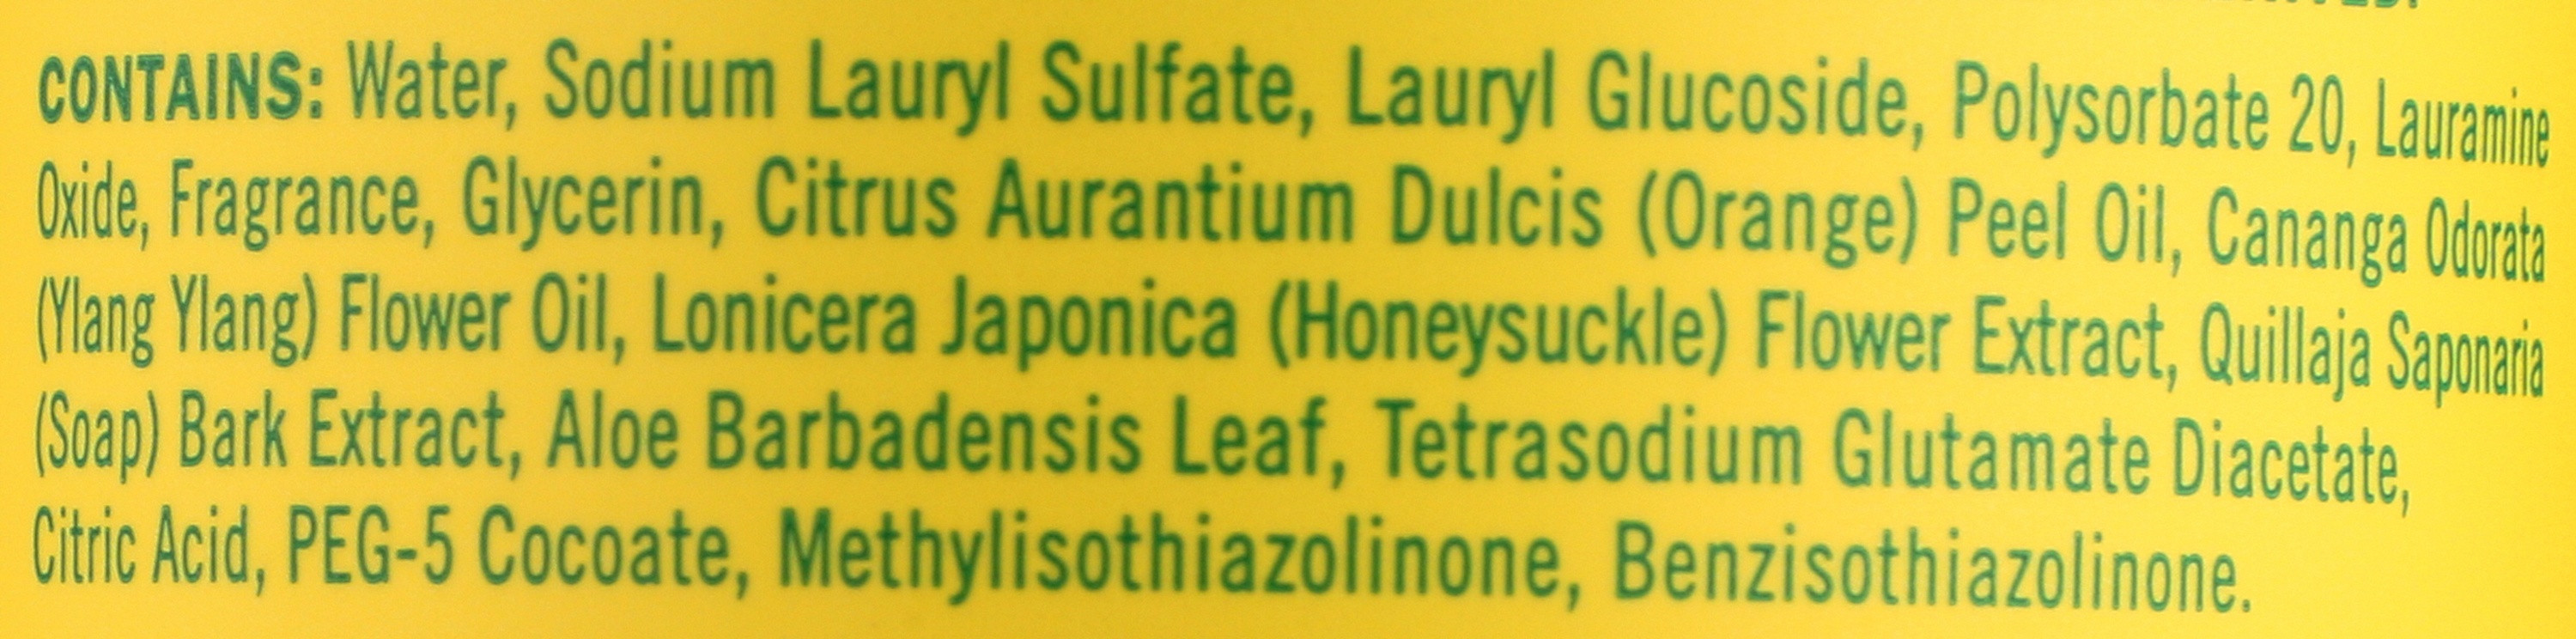 CONTAINS: Water, Sodium Lauryl Sulfate, Lauryl Glucoside, Polysorbate 20, Lauramine
Oxide, Fragrance, Glycerin, Citrus Aurantium Dulcis (Orange) Peel Oil, Cananga Odorata
(Ylang Ylang) Flower Oil, Lonicera Japonica (Honeysuckle) Flower Extract, Quillaja Saponaria
(Soap) Bark Extract, Aloe Barbadensis Leaf, Tetrasodium Glutamate Diacetate,
Citric Acid, PEG-5 Cocoate, Methylisothiazolinone, Benzisothiazolinone.